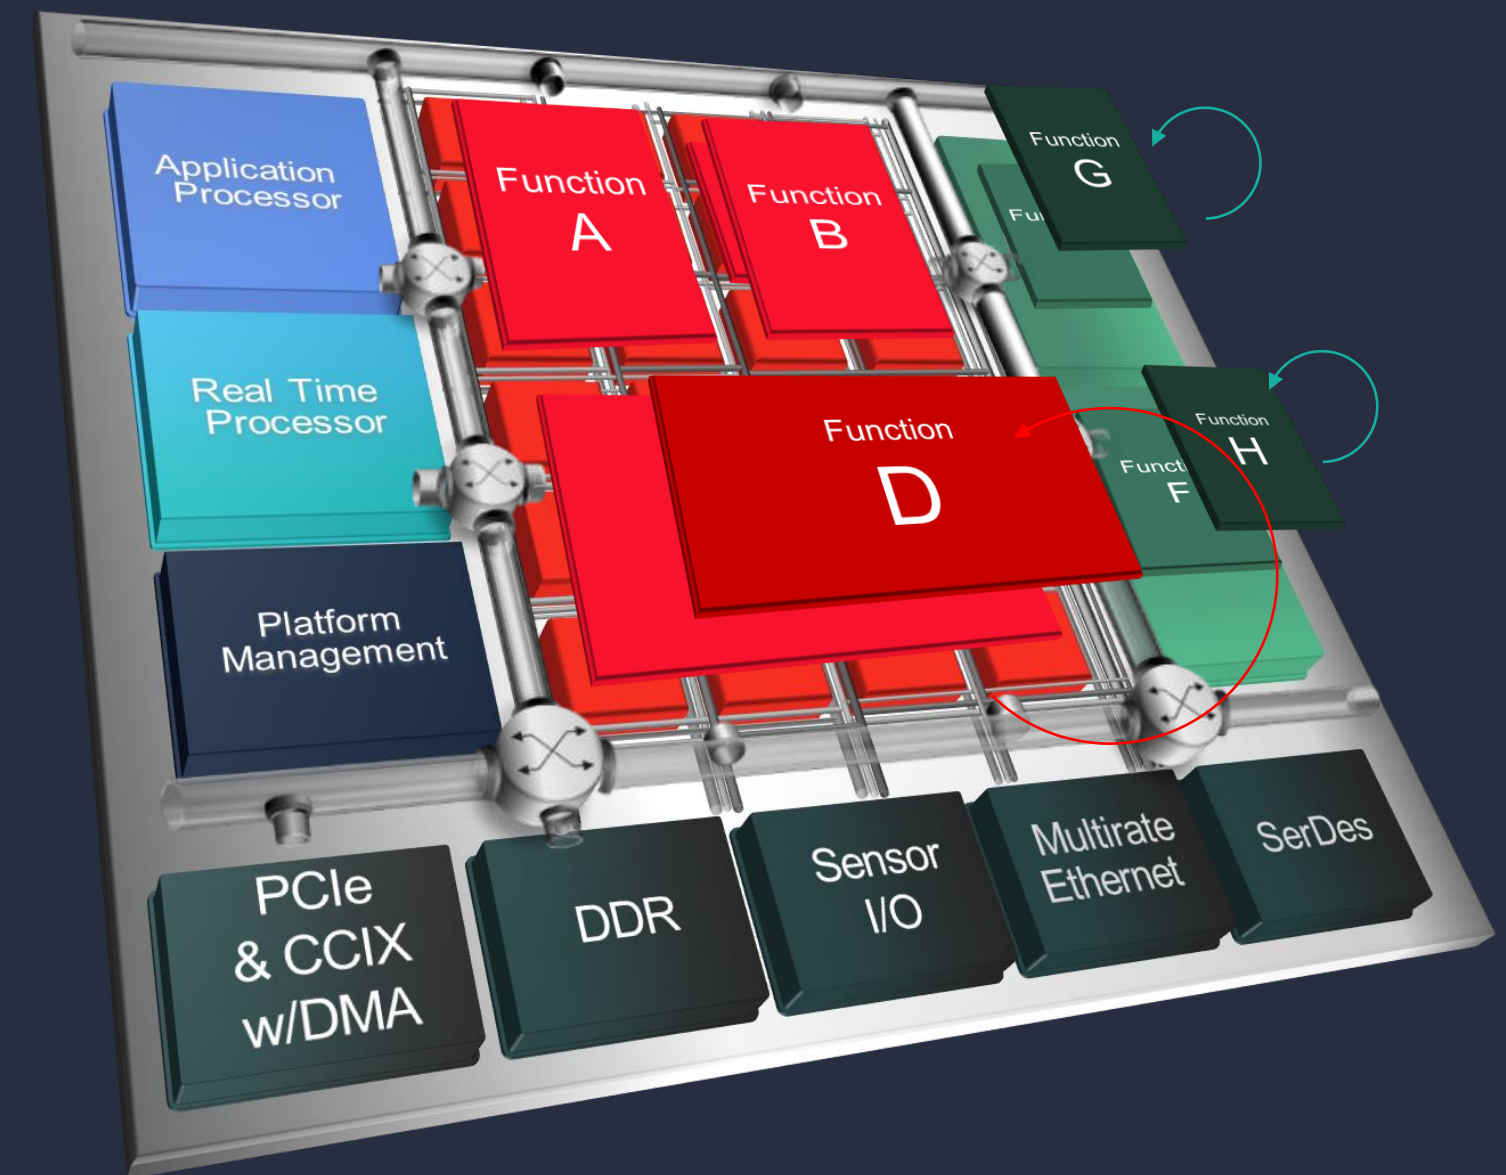 Application
Processor
Function
A
Function
B
Function
G
Real Time
Processor
Function
D
Function
H
F
Platform
Management
PCIe
& CCIX
w/DMA
DDR
Sensor
I/O
Multirate
Ethernet
SerDes